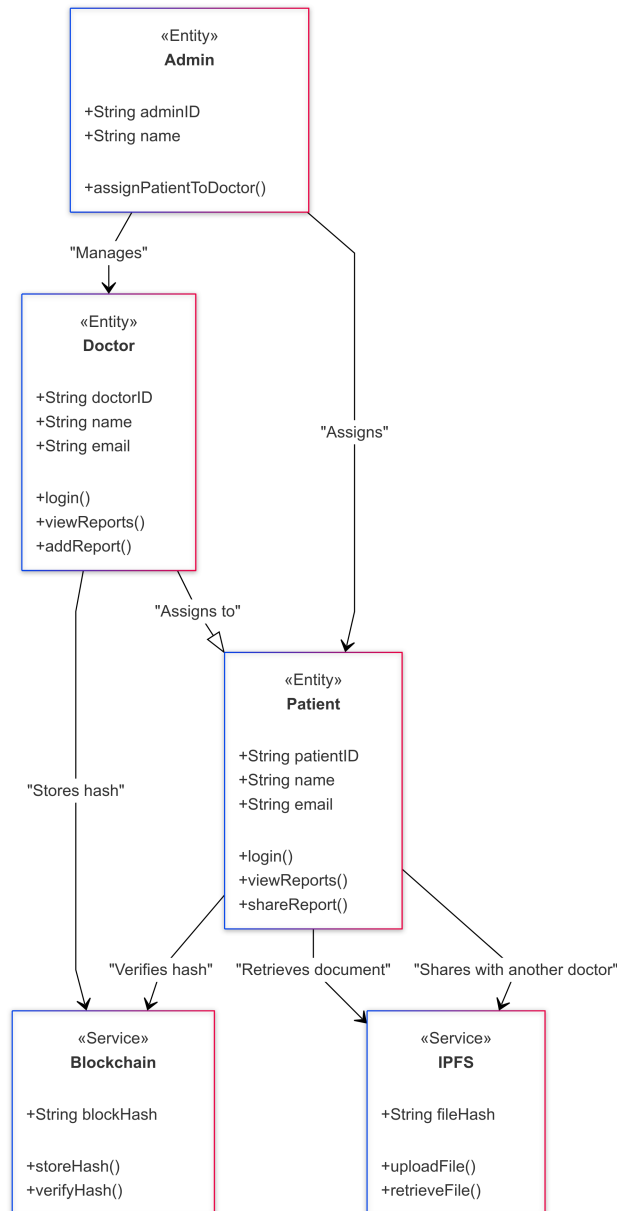 «Entity»
Admin
+String adminID
+String name
+assignPatientToDoctor()
"Manages"
«Entity»
Doctor
+String doctorID
+String name
+String email
+login()
+viewReports()
+addReport()
"Assigns"
"Assigns to"
«Entity»
Patient
+String patientID
+String name
+String email
+login()
+viewReports()
+shareReport()
"Stores hash"
"Verifies hash"
"Retrieves document"
"Shares with another doctor"
«Service»
Blockchain
+String blockHash
+storeHash()
+verifyHash()
«Service»
IPFS
+String fileHash
+uploadFile()
+retrieveFile()